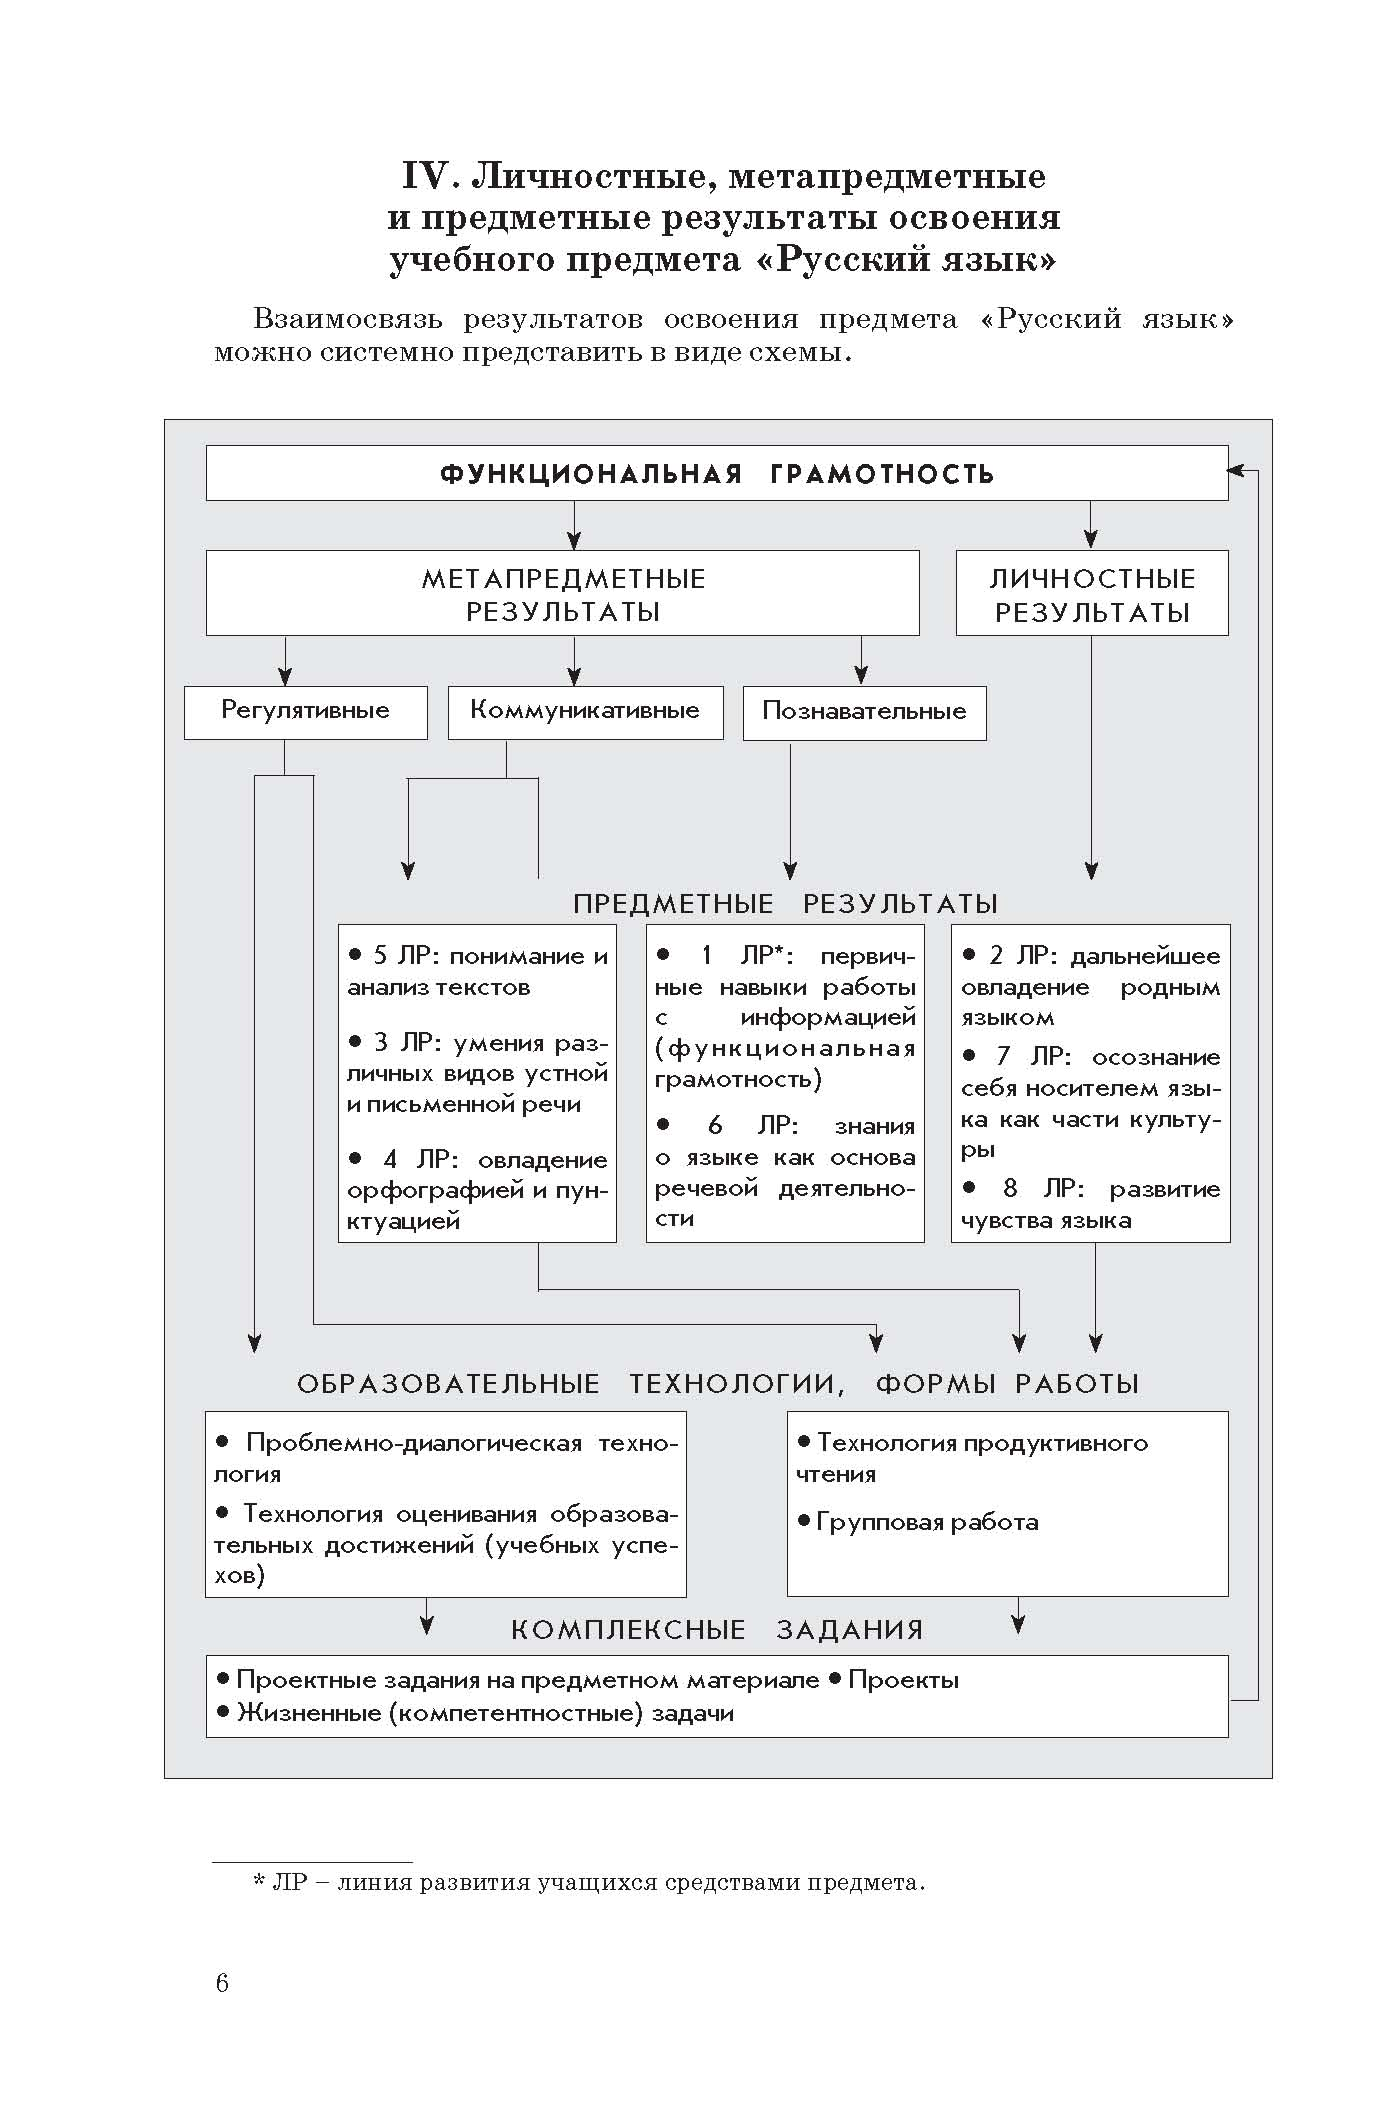 IV. Личностные, метапредметные
и предметные результаты освоения
учебного предмета «Русский язык»
Взаимосвязь результатов освоения предмета «Русский язык»
можно системно представить в виде схемы.
ФУНКЦИОНАЛЬНАЯ ГРАМОТНОСТЬ
МЕТАПРЕДМЕТНЫЕ
РЕЗУЛЬТАТЫ
ЛИЧНОСТНЫЕ
РЕЗУЛЬТАТЫ
Регулятивные
Коммуникативные
Познавательные
ПРЕДМЕТНЫЕ РЕЗУЛЬТАТЫ
• 5 ЛР: понимание и
анализ текстов
• 3 ЛР: умения раз-
личных видов устной
и письменной речи
• 4 ЛР: овладение
орфографией и пун-
ктуацией
• 1 ЛР*: первич-
ные навыки работы
с информацией
(функциональная
грамотность)
• 6 ЛР: знания
о языке как основа
речевой деятельно-
сти
• 2 ЛР: дальнейшее
овладение родным
языком
• 7 ЛР: осознание
себя носителем язы-
ка как части культу-
ры
• 8 ЛР: развитие
чувства языка
ОБРАЗОВАТЕЛЬНЫЕ ТЕХНОЛОГИИ, ФОРМЫ РАБОТЫ
• Проблемно-диалогическая техно-
логия
• Технология оценивания образова-
тельных достижений (учебных успе-
хов)
• Технология продуктивного
чтения
• Групповая работа
КОМПЛЕКСНЫЕ ЗАДАНИЯ
• Проектные задания на предметном материале • Проекты
• Жизненные (компетентностные) задачи
* ЛР – линия развития учащихся средствами предмета.
6